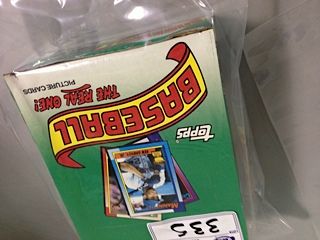 topps
BASEBALL
THE REAL ONE!
PICTURE CARDS
335